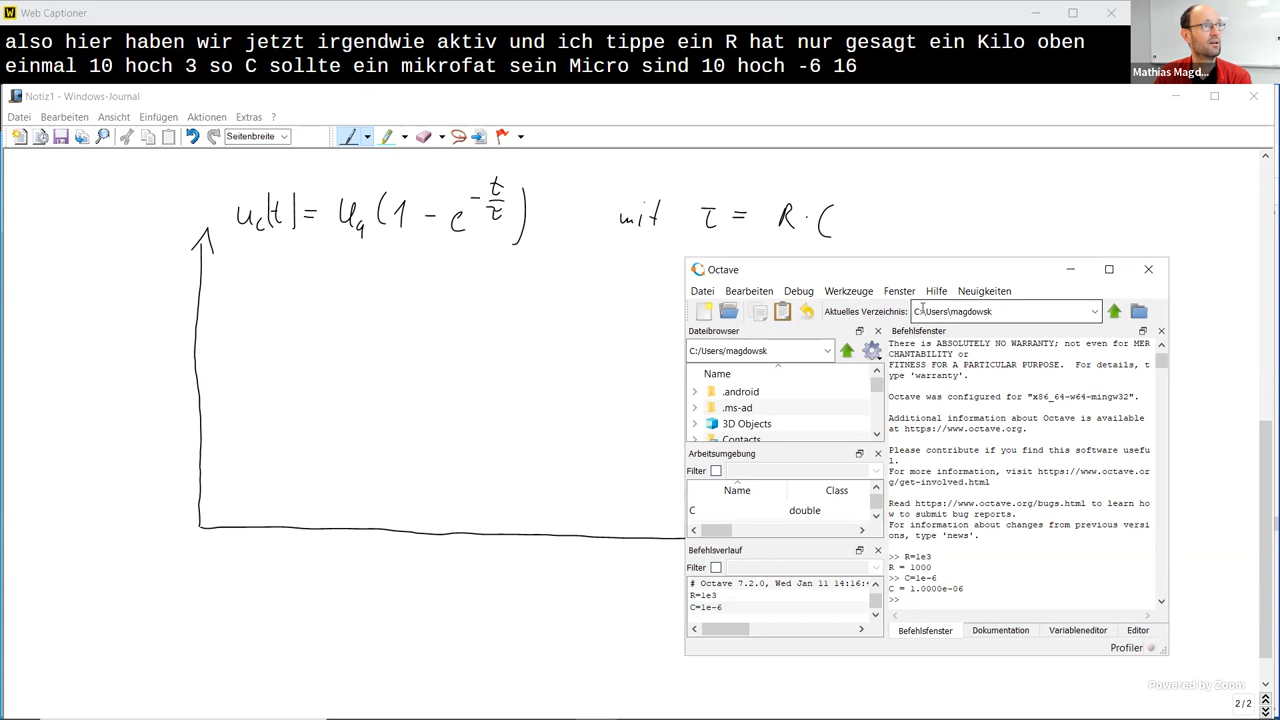 Web Captioner
also hier haben wir jetzt irgendwie aktiv und ich tippe ein R hat nur gesagt ein Kilo oben
einmal 10 hoch 3 so C sollte ein mikrofat sein Micro sind 10 hoch -6 16
Mathias Magd...
Notiz1 - Windows-Journal
Datei Bearbeiten Ansicht Einfügen Aktionen Extras ?
Seitenbreite
u_c(t) = U_q (1 - e^{-t/τ}) mit τ = R · C
Octave
Datei Bearbeiten Debug Werkzeuge Fenster Hilfe Neuigkeiten
Aktuelles Verzeichnis: C:\Users\magdowsk
Dateibrowser
C:/Users/magdowsk
Name
.android
.ms-ad
3D Objects
Contacts
Arbeitsumgebung
Filter
Name Class
C double
Befehlsverlauf
Filter
# Octave 7.2.0, Wed Jan 11 14:16:4
R=1e3
C=1e-6
Befehlsfenster
There is ABSOLUTELY NO WARRANTY; not even for MER
CHANTABILITY or
FITNESS FOR A PARTICULAR PURPOSE. For details, t
ype 'warranty'.
Octave was configured for "x86_64-w64-mingw32".
Additional information about Octave is available
at https://www.octave.org.
Please contribute if you find this software usefu
l.
For more information, visit https://www.octave.or
g/get-involved.html
Read https://www.octave.org/bugs.html to learn ho
w to submit bug reports.
For information about changes from previous versi
ons, type 'news'.
>> R=1e3
R = 1000
>> C=1e-6
C = 1.0000e-06
>>
Befehlsfenster Dokumentation Variableneditor Editor
Profiler
Powered by Zoom
2 / 2